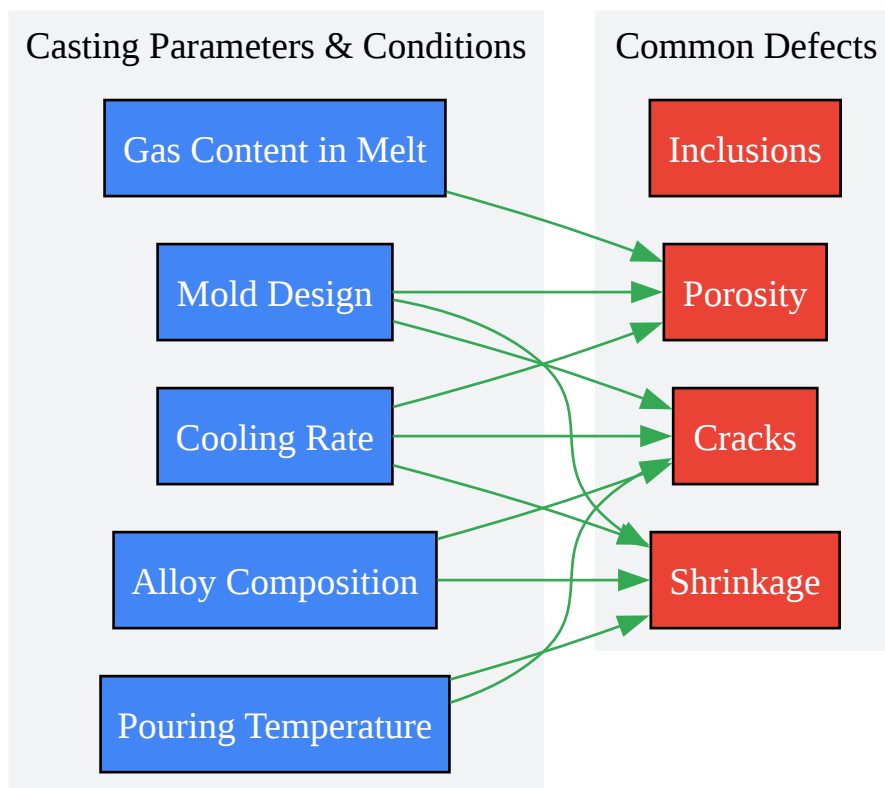 Casting Parameters & Conditions
Common Defects
Gas Content in Melt
Inclusions
Mold Design
Porosity
Cooling Rate
Cracks
Alloy Composition
Shrinkage
Pouring Temperature